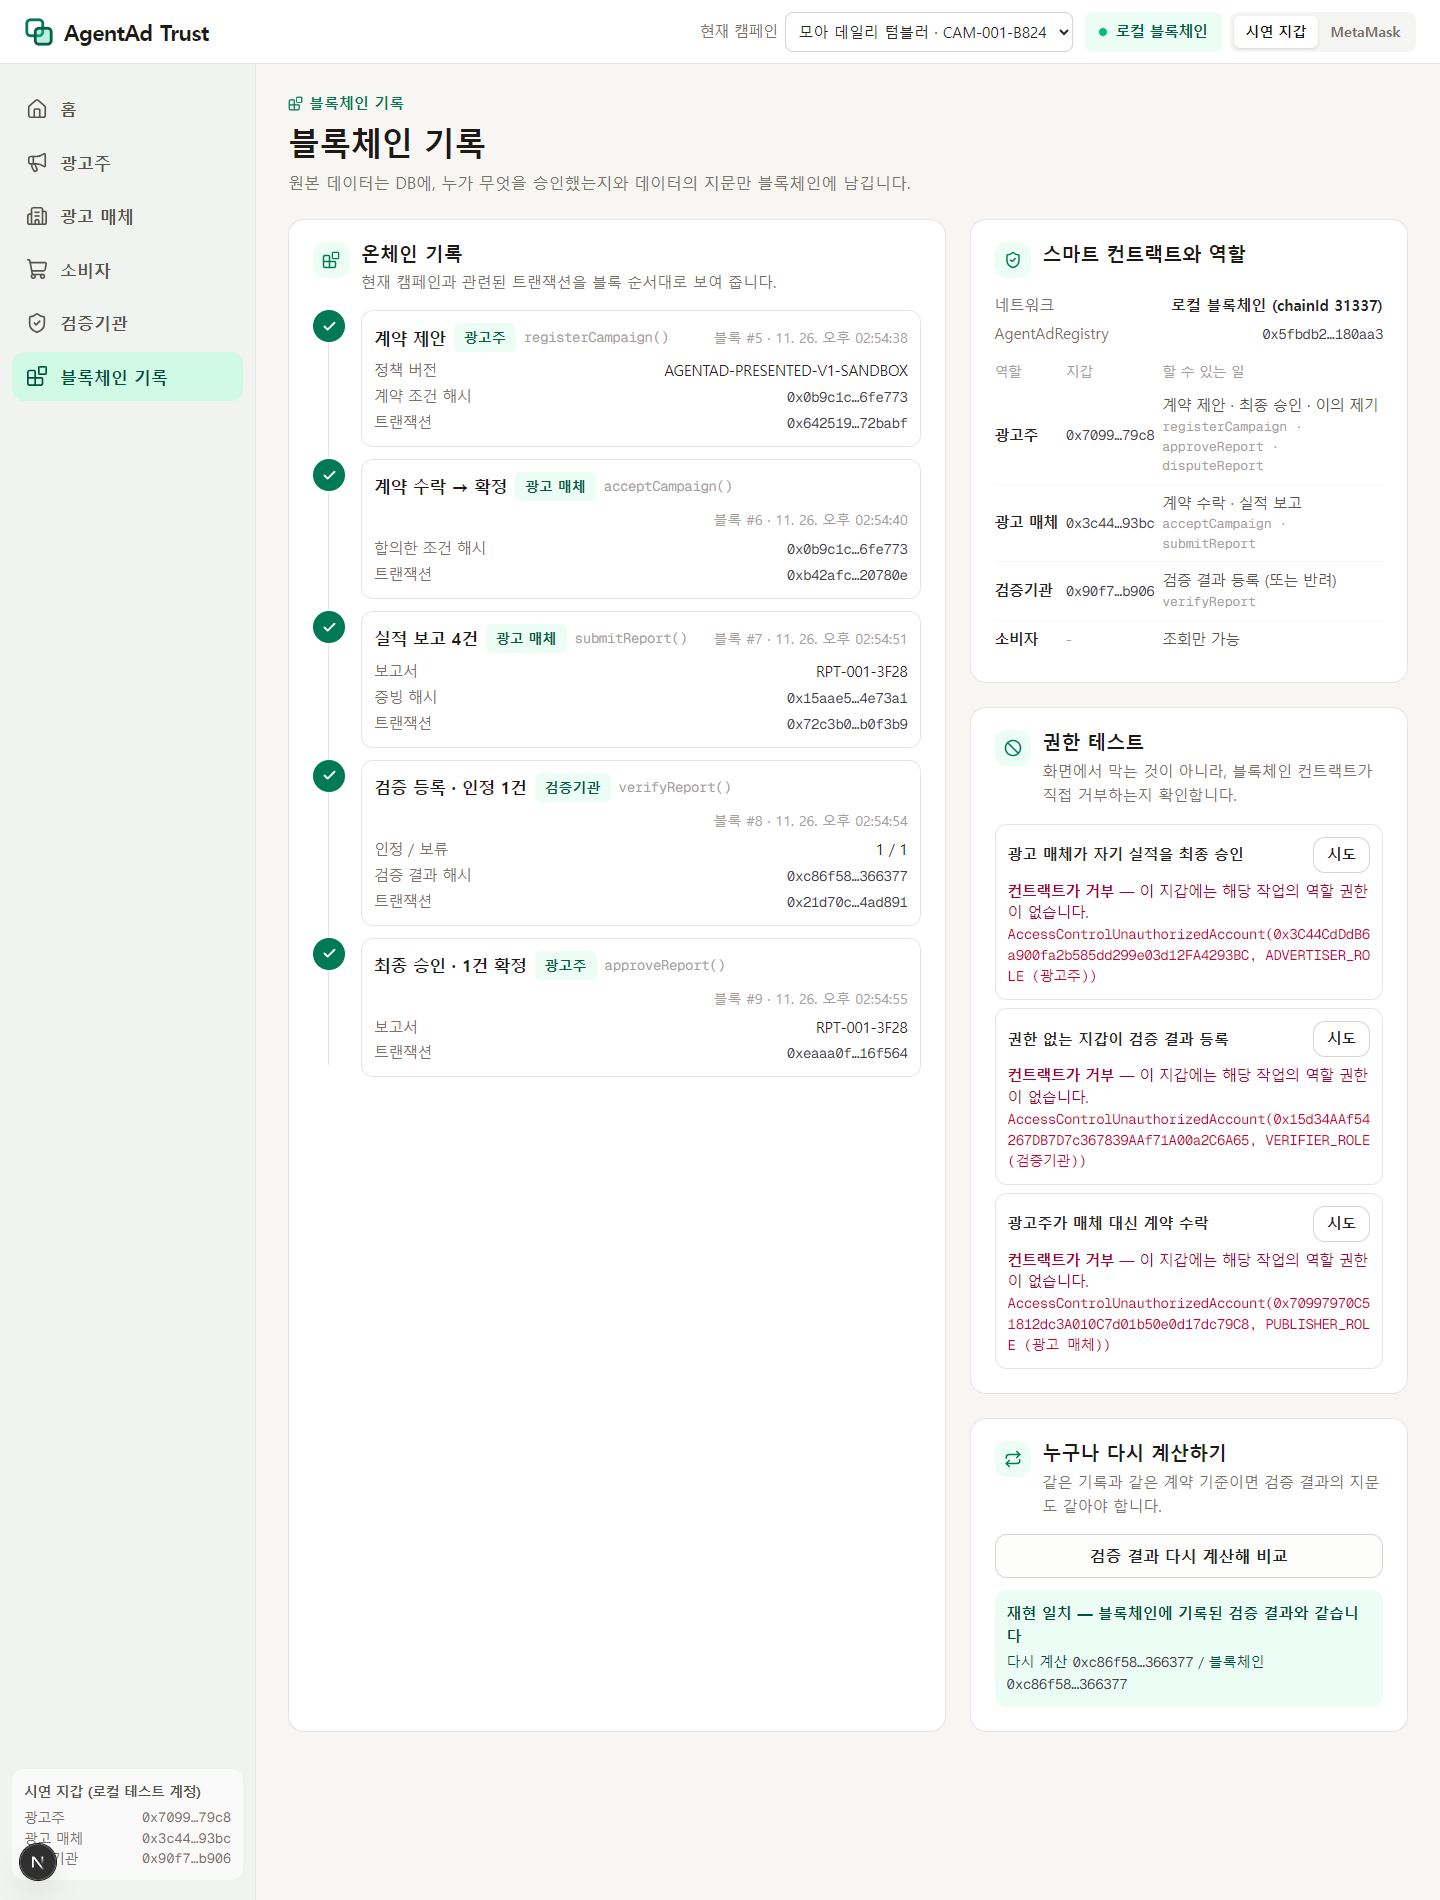 AgentAd Trust
현재 캠페인
모아 데일리 텀블러 · CAM-001-B824
로컬 블록체인
시연 지갑
MetaMask
홈
광고주
광고 매체
소비자
검증기관
블록체인 기록
블록체인 기록
블록체인 기록
원본 데이터는 DB에, 누가 무엇을 승인했는지와 데이터의 지문만 블록체인에 남깁니다.
온체인 기록
현재 캠페인과 관련된 트랜잭션을 블록 순서대로 보여 줍니다.
계약 제안 광고주 registerCampaign() 블록 #5 · 11. 26. 오후 02:54:38
정책 버전 AGENTAD-PRESENTED-V1-SANDBOX
계약 조건 해시 0x0b9c1c…6fe773
트랜잭션 0x642519…72babf
계약 수락 → 확정 광고 매체 acceptCampaign()
블록 #6 · 11. 26. 오후 02:54:40
합의한 조건 해시 0x0b9c1c…6fe773
트랜잭션 0xb42afc…20780e
실적 보고 4건 광고 매체 submitReport() 블록 #7 · 11. 26. 오후 02:54:51
보고서 RPT-001-3F28
증빙 해시 0x15aae5…4e73a1
트랜잭션 0x72c3b0…b0f3b9
검증 등록 · 인정 1건 검증기관 verifyReport()
블록 #8 · 11. 26. 오후 02:54:54
인정 / 보류 1 / 1
검증 결과 해시 0xc86f58…366377
트랜잭션 0x21d70c…4ad891
최종 승인 · 1건 확정 광고주 approveReport()
블록 #9 · 11. 26. 오후 02:54:55
보고서 RPT-001-3F28
트랜잭션 0xeaaa0f…16f564
스마트 컨트랙트와 역할
네트워크 로컬 블록체인 (chainId 31337)
AgentAdRegistry 0x5fbdb2…180aa3
역할 지갑 할 수 있는 일
광고주 0x7099…79c8 계약 제안 · 최종 승인 · 이의 제기
registerCampaign ·
approveReport ·
disputeReport
광고 매체 0x3c44…93bc 계약 수락 · 실적 보고
acceptCampaign ·
submitReport
검증기관 0x90f7…b906 검증 결과 등록 (또는 반려)
verifyReport
소비자 - 조회만 가능
권한 테스트
화면에서 막는 것이 아니라, 블록체인 컨트랙트가
직접 거부하는지 확인합니다.
광고 매체가 자기 실적을 최종 승인 시도
컨트랙트가 거부 — 이 지갑에는 해당 작업의 역할 권한
이 없습니다.
AccessControlUnauthorizedAccount(0x3C44CdDdB6
a900fa2b585dd299e03d12FA4293BC, ADVERTISER_RO
LE (광고주))
권한 없는 지갑이 검증 결과 등록 시도
컨트랙트가 거부 — 이 지갑에는 해당 작업의 역할 권한
이 없습니다.
AccessControlUnauthorizedAccount(0x15d34AAf54
267DB7D7c367839AAf71A00a2C6A65, VERIFIER_ROLE
(검증기관))
광고주가 매체 대신 계약 수락 시도
컨트랙트가 거부 — 이 지갑에는 해당 작업의 역할 권한
이 없습니다.
AccessControlUnauthorizedAccount(0x70997970C5
1812dc3A010C7d01b50e0d17dc79C8, PUBLISHER_ROL
E (광고 매체))
누구나 다시 계산하기
같은 기록과 같은 계약 기준이면 검증 결과의 지문
도 같아야 합니다.
검증 결과 다시 계산해 비교
재현 일치 — 블록체인에 기록된 검증 결과와 같습니
다
다시 계산 0xc86f58…366377 / 블록체인
0xc86f58…366377
시연 지갑 (로컬 테스트 계정)
광고주 0x7099…79c8
광고 매체 0x3c44…93bc
기관 0x90f7…b906
N